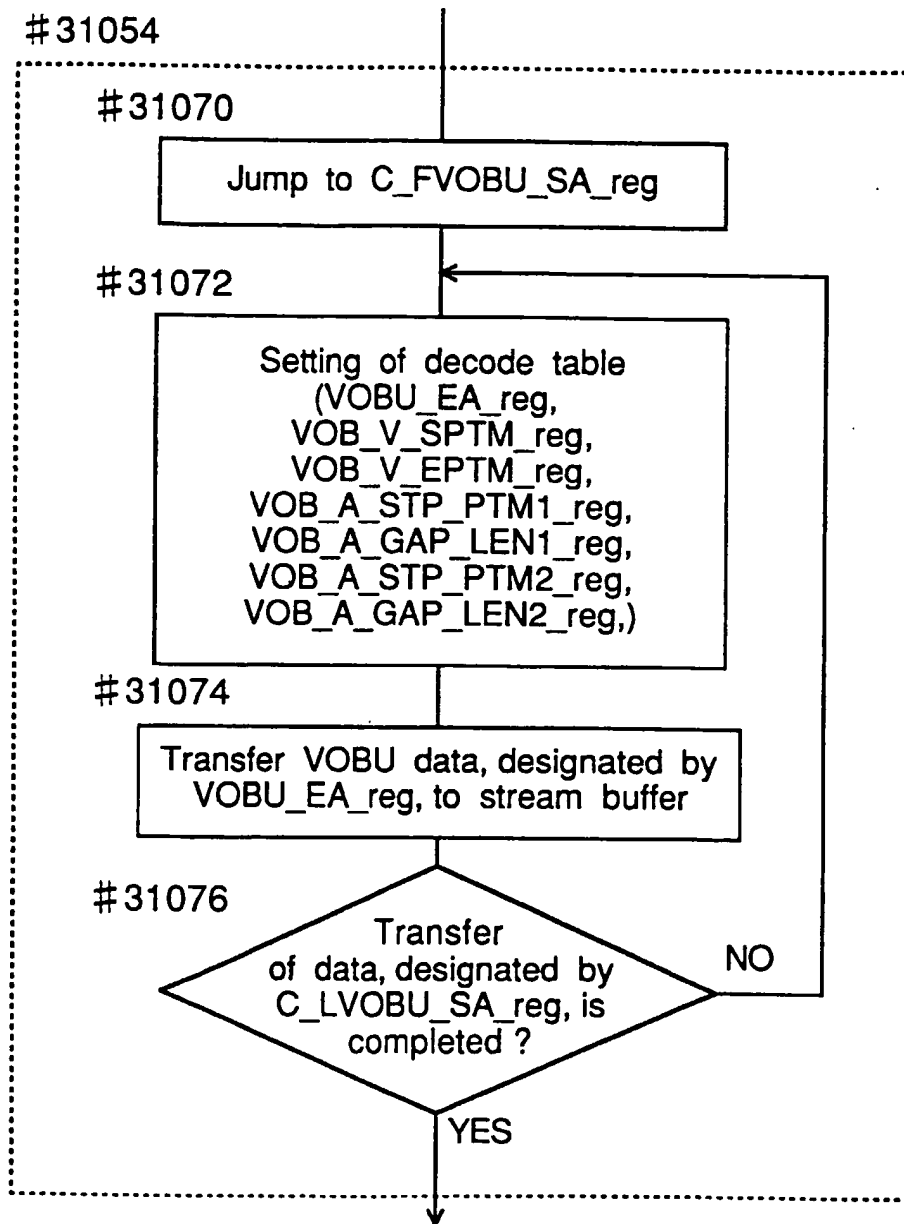 #31054
#31070
Jump to C_FVOBU_SA_reg
#31072
Setting of decode table
(VOBU_EA_reg,
VOB_V_SPTM_reg,
VOB_V_EPTM_reg,
VOB_A_STP_PTM1_reg,
VOB_A_GAP_LEN1_reg,
VOB_A_STP_PTM2_reg,
VOB_A_GAP_LEN2_reg,)
#31074
Transfer VOBU data, designated by
VOBU_EA_reg, to stream buffer
#31076
Transfer
of data, designated by
C_LVOBU_SA_reg, is
completed ?
NO
YES